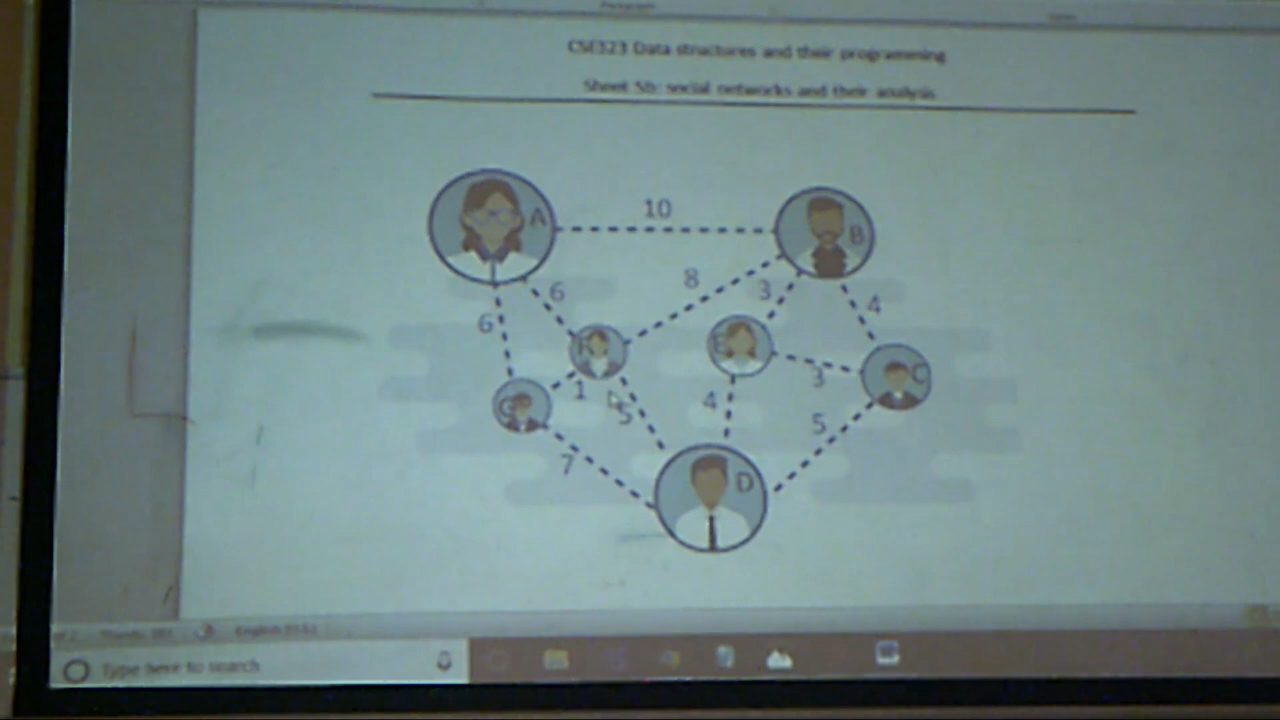 CSE323 Data structures and their programming
Sheet 5b: social networks and their analysis
A
10
B
8
6
3
6
4
F
E
C
3
1
G
5
4
5
7
D
Type here to search